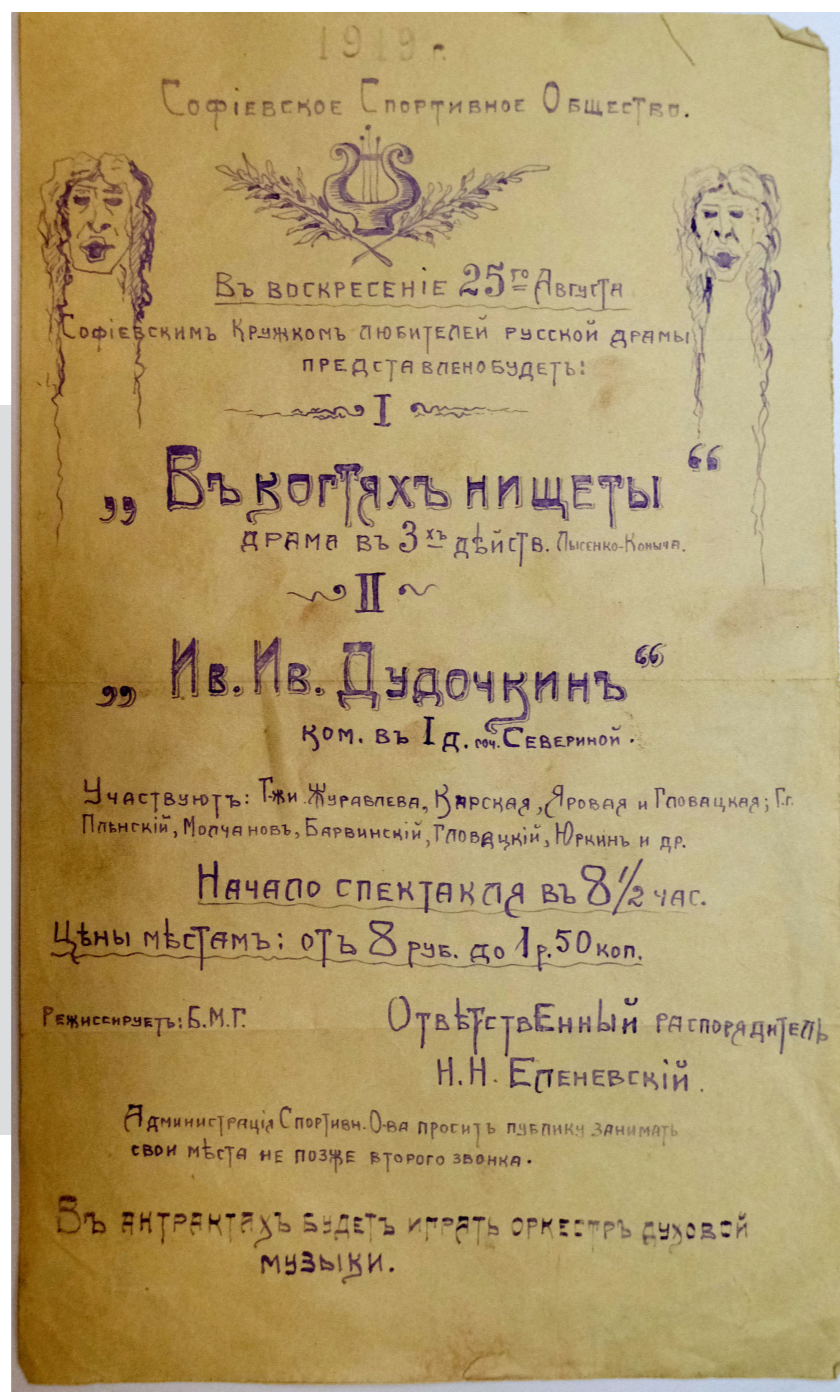 1919 г.
Софіевское Спортивное Общество.
Въ воскресеніе 25го Августа
Софіевскимъ Кружкомъ любителей русской драмы
представлено будетъ:
I
„Въ когтяхъ нищеты“
драма въ 3хъ дѣйств. Лысенко-Коныча.
II
„Ив. Ив. Дудочкинъ“
ком. въ I д. соч. Севериной.
Участвуютъ: Г-жи Журавлева, Карская, Яровая и Гловацкая; Г.г.
Плѣнскій, Молчановъ, Барвинскій, Гловацкій, Юркинъ и др.
Начало спектакля въ 8 1/2 час.
Цѣны мѣстамъ: отъ 8 руб. до 1 р. 50 коп.
Режиссируетъ: Б.М.Г.
Отвѣтственный распорядитель
Н.Н. Еленевскій.
Администрація Спортивн. О-ва проситъ публику занимать
свои мѣста не позже второго звонка.
Въ антрактахъ будетъ играть оркестръ духовой
музыки.